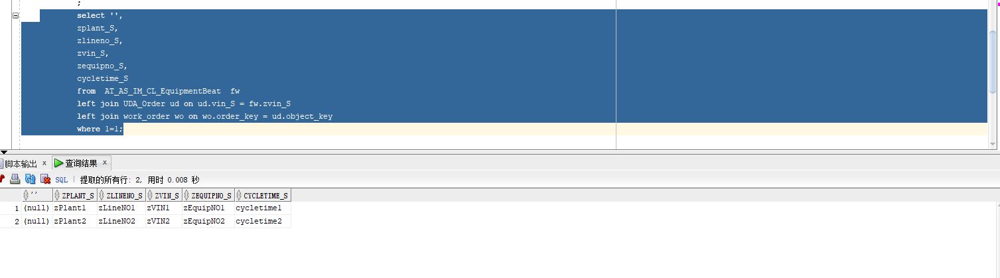 ;
select '',
zplant_S,
zlineno_S,
zvin_S,
zequipno_S,
cycletime_S
from  AT_AS_IM_CL_EquipmentBeat  fw
left join UDA_Order ud on ud.vin_S = fw.zvin_S
left join work_order wo on wo.order_key = ud.object_key
where 1=1;
脚本输出 x 查询结果 x
SQL | 提取的所有行: 2, 用时 0.008 秒
'' ZPLANT_S ZLINENO_S ZVIN_S ZEQUIPNO_S CYCLETIME_S
1 (null) zPlant1 zLineNO1 zVIN1 zEquipNO1 cycletime1
2 (null) zPlant2 zLineNO2 zVIN2 zEquipNO2 cycletime2